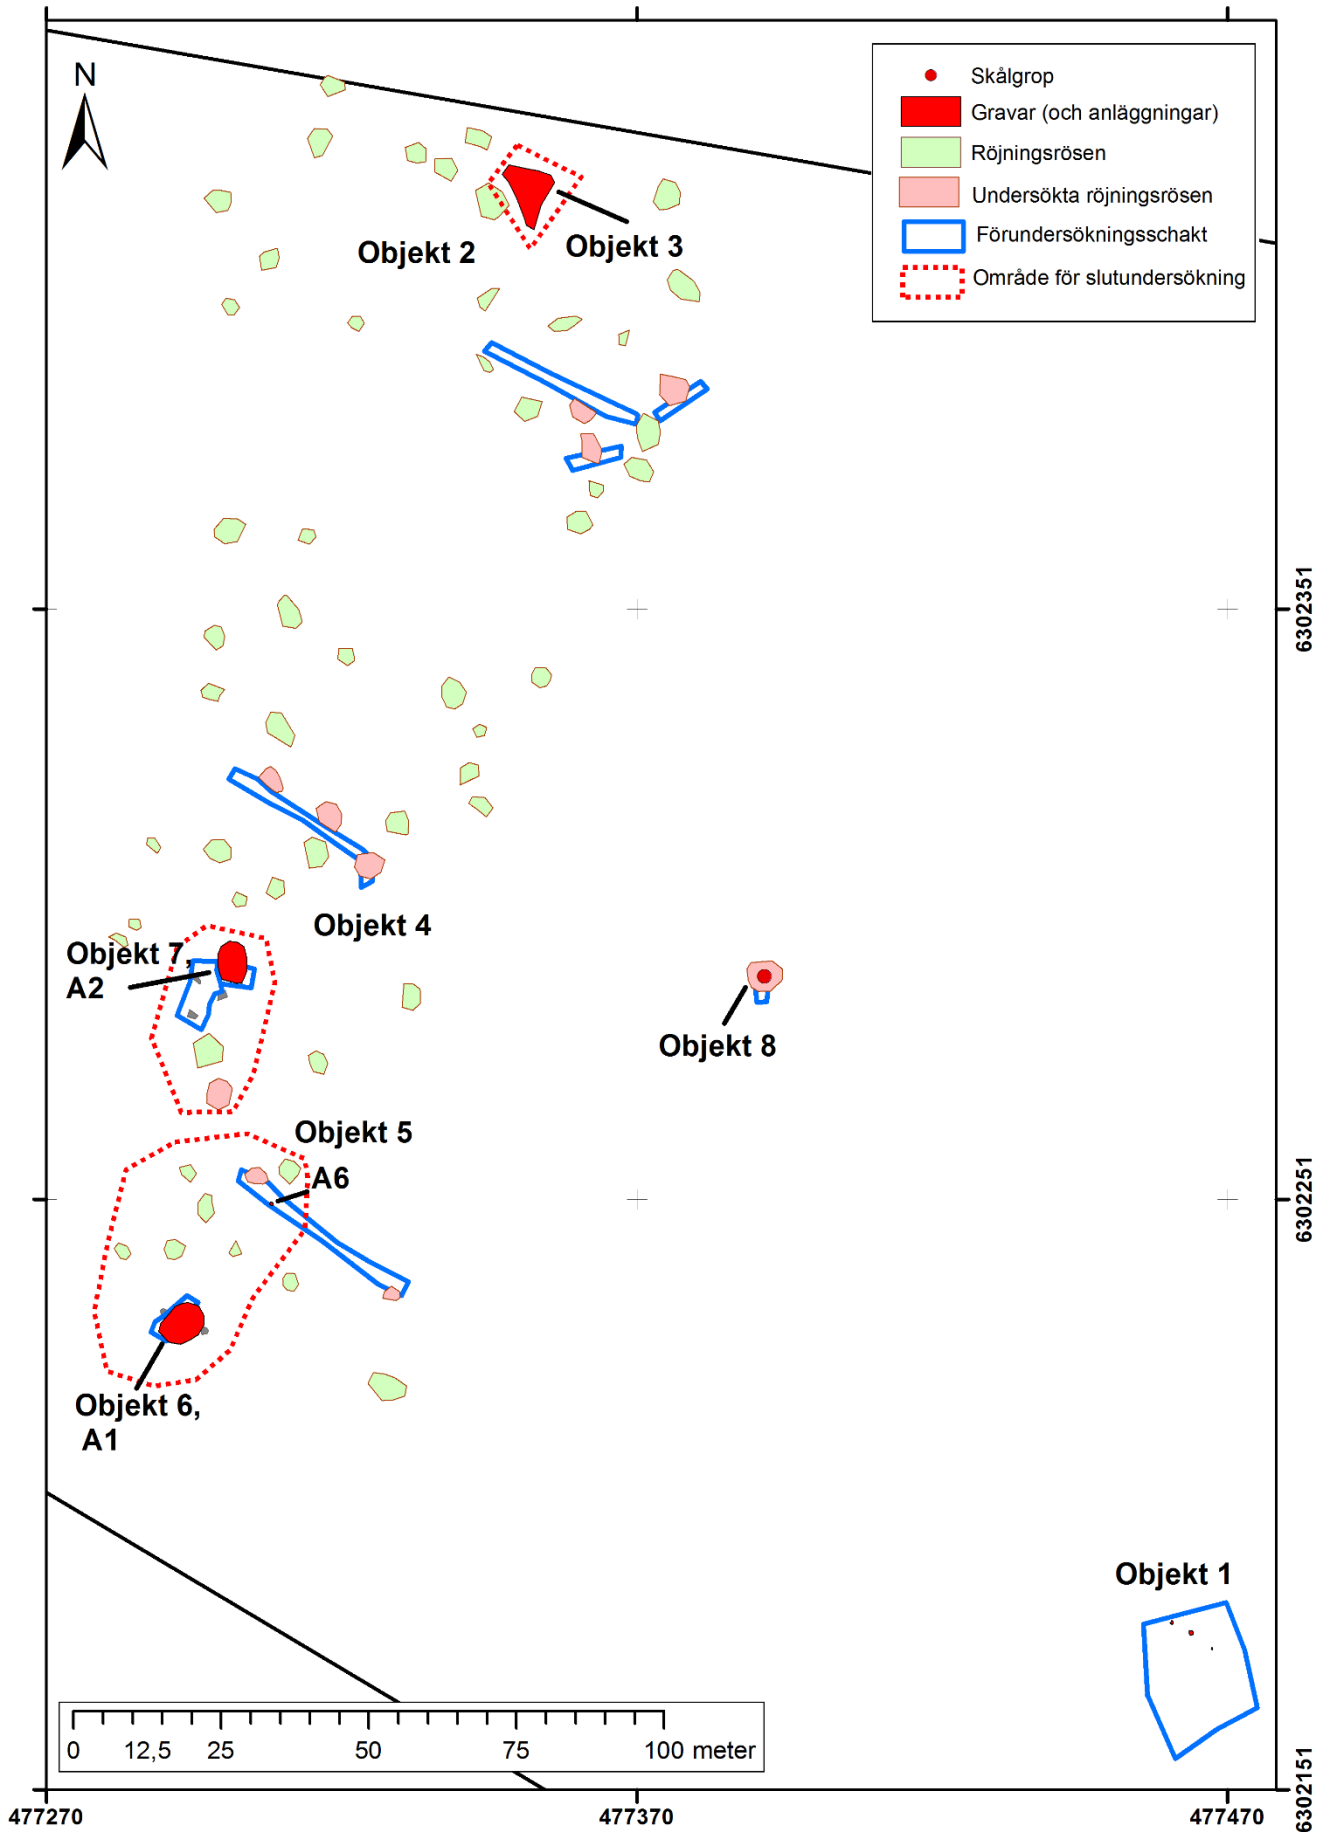 N
Skålgrop
Gravar (och anläggningar)
Röjningsrösen
Undersökta röjningsrösen
Förundersökningsschakt
Område för slutundersökning
Objekt 2
Objekt 3
6302351
Objekt 4
Objekt 7,
A2
Objekt 8
Objekt 5
A6
6302251
Objekt 6,
A1
Objekt 1
0 12,5 25 50 75 100 meter
6302151
477270 477370 477470